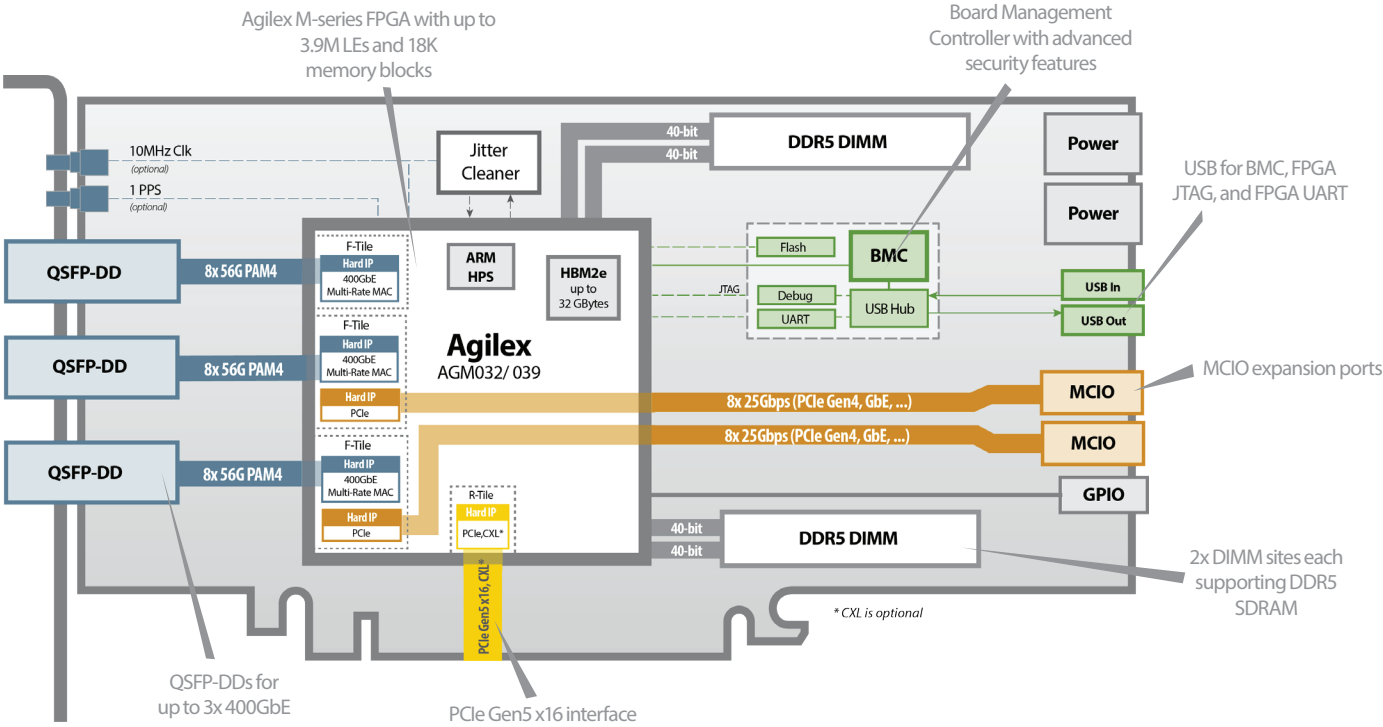 Agilex M-series FPGA with up to
3.9M LEs and 18K
memory blocks
Board Management
Controller with advanced
security features
10MHz Clk
(optional)
1 PPS
(optional)
Jitter
Cleaner
40-bit
40-bit
DDR5 DIMM
Power
Power
USB for BMC, FPGA
JTAG, and FPGA UART
QSFP-DD
8x 56G PAM4
F-Tile
Hard IP
400GbE
Multi-Rate MAC
ARM
HPS
HBM2e
up to
32 GBytes
Flash
BMC
JTAG
Debug
UART
USB Hub
USB In
USB Out
QSFP-DD
8x 56G PAM4
F-Tile
Hard IP
400GbE
Multi-Rate MAC
Hard IP
PCIe
Agilex
AGM032/ 039
8x 25Gbps (PCIe Gen4, GbE, ...)
8x 25Gbps (PCIe Gen4, GbE, ...)
MCIO
MCIO
MCIO expansion ports
QSFP-DD
8x 56G PAM4
F-Tile
Hard IP
400GbE
Multi-Rate MAC
Hard IP
PCIe
R-Tile
Hard IP
PCIe,CXL*
PCIe Gen5 x16, CXL*
GPIO
40-bit
40-bit
DDR5 DIMM
2x DIMM sites each
supporting DDR5
SDRAM
* CXL is optional
QSFP-DDs for
up to 3x 400GbE
PCIe Gen5 x16 interface